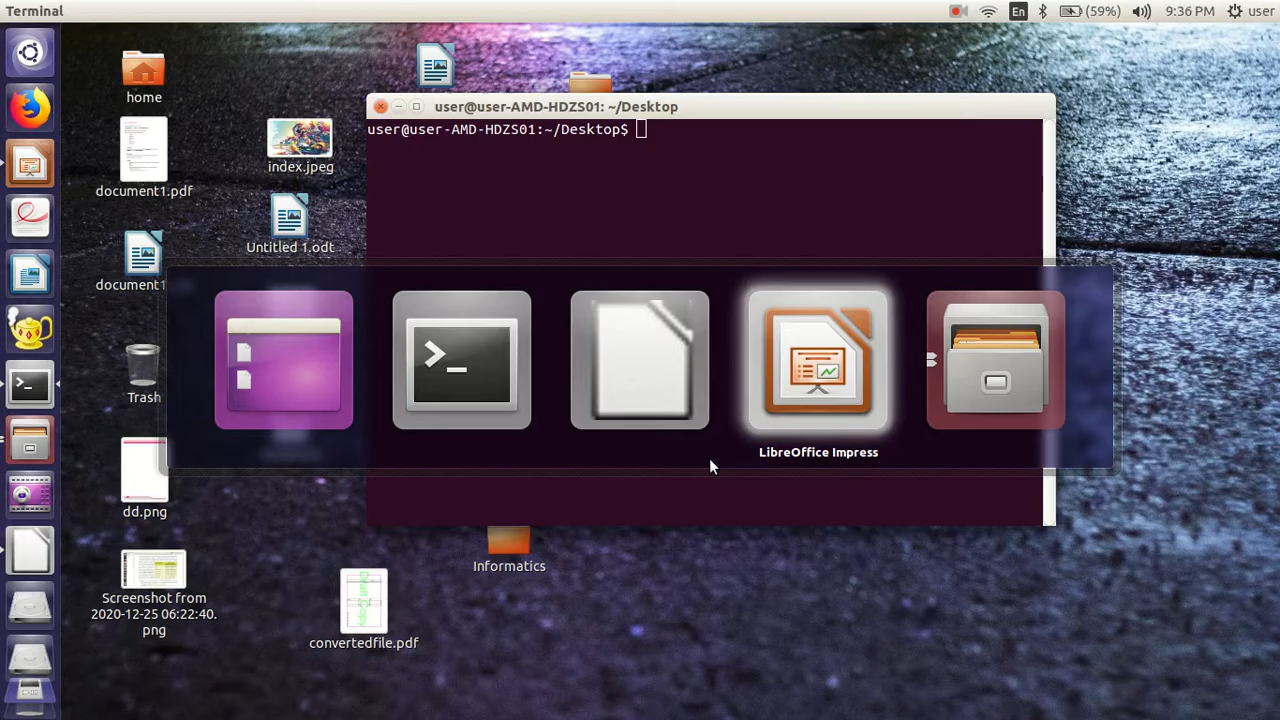 Terminal
En
(59%)
9:36 PM
user
home
document1.pdf
index.jpeg
Untitled 1.odt
user@user-AMD-HDZS01: ~/Desktop
user@user-AMD-HDZS01:~/Desktop$
document1
Trash
LibreOffice Impress
dd.png
Screenshot from
2020-12-25 06:22:40.
png
Informatics
convertedfile.pdf
Draft Copy